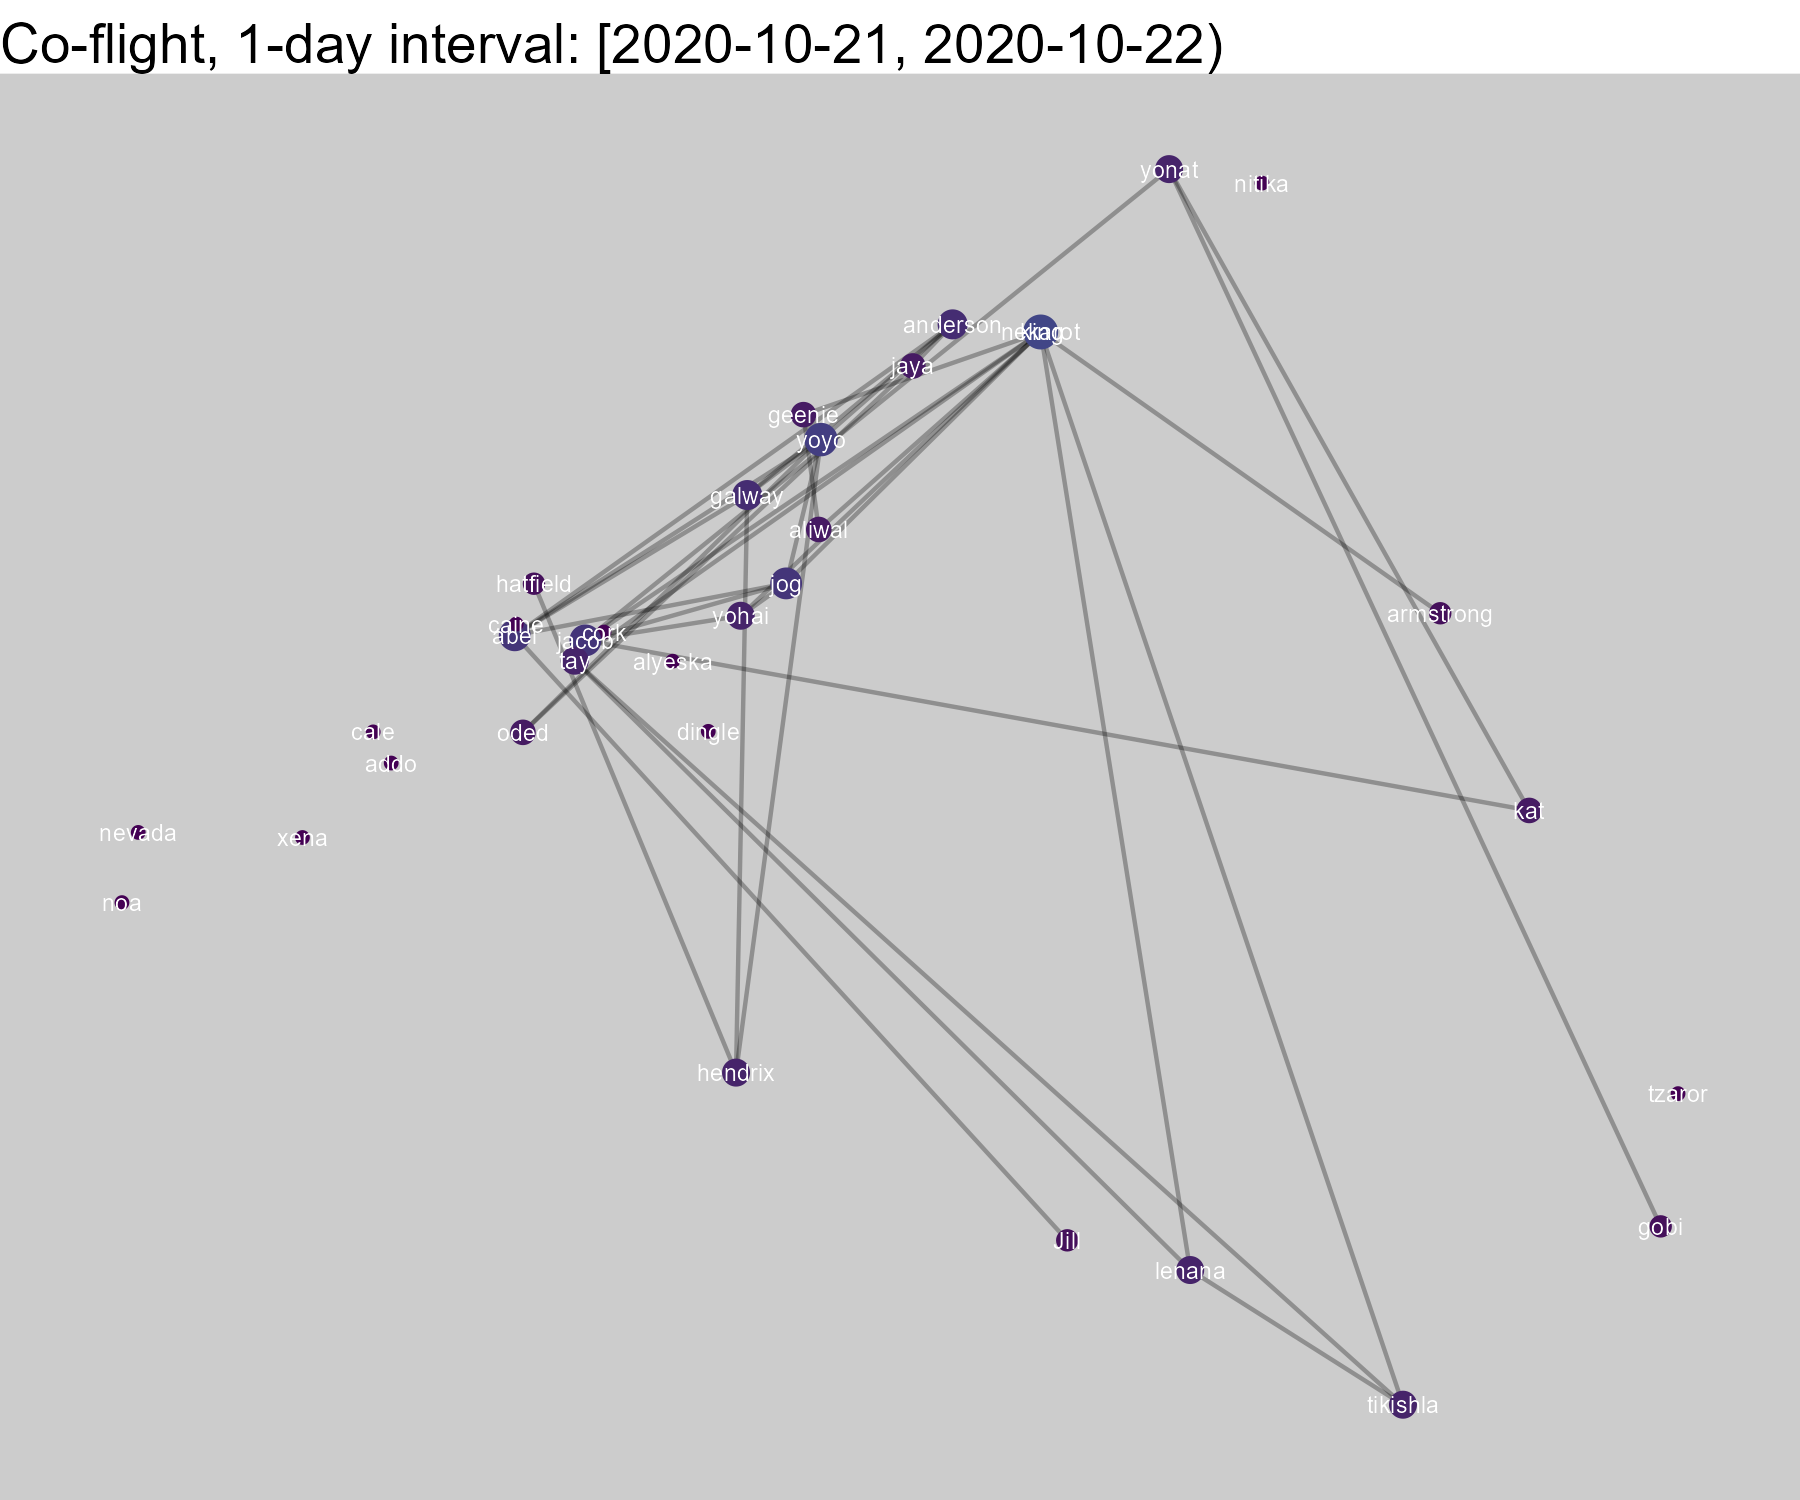 Co-flight, 1-day interval: [2020-10-21, 2020-10-22)
yonat
nitika
anderson
king
jaya
geenie
yoyo
galway
aliwal
hatfield
jog
yohai
armstrong
caine
abel
cork
jacob
tay
alyeska
cale
oded
dingle
addo
kat
nevada
xena
noa
hendrix
tzaror
gobi
Jill
lenana
tikishla